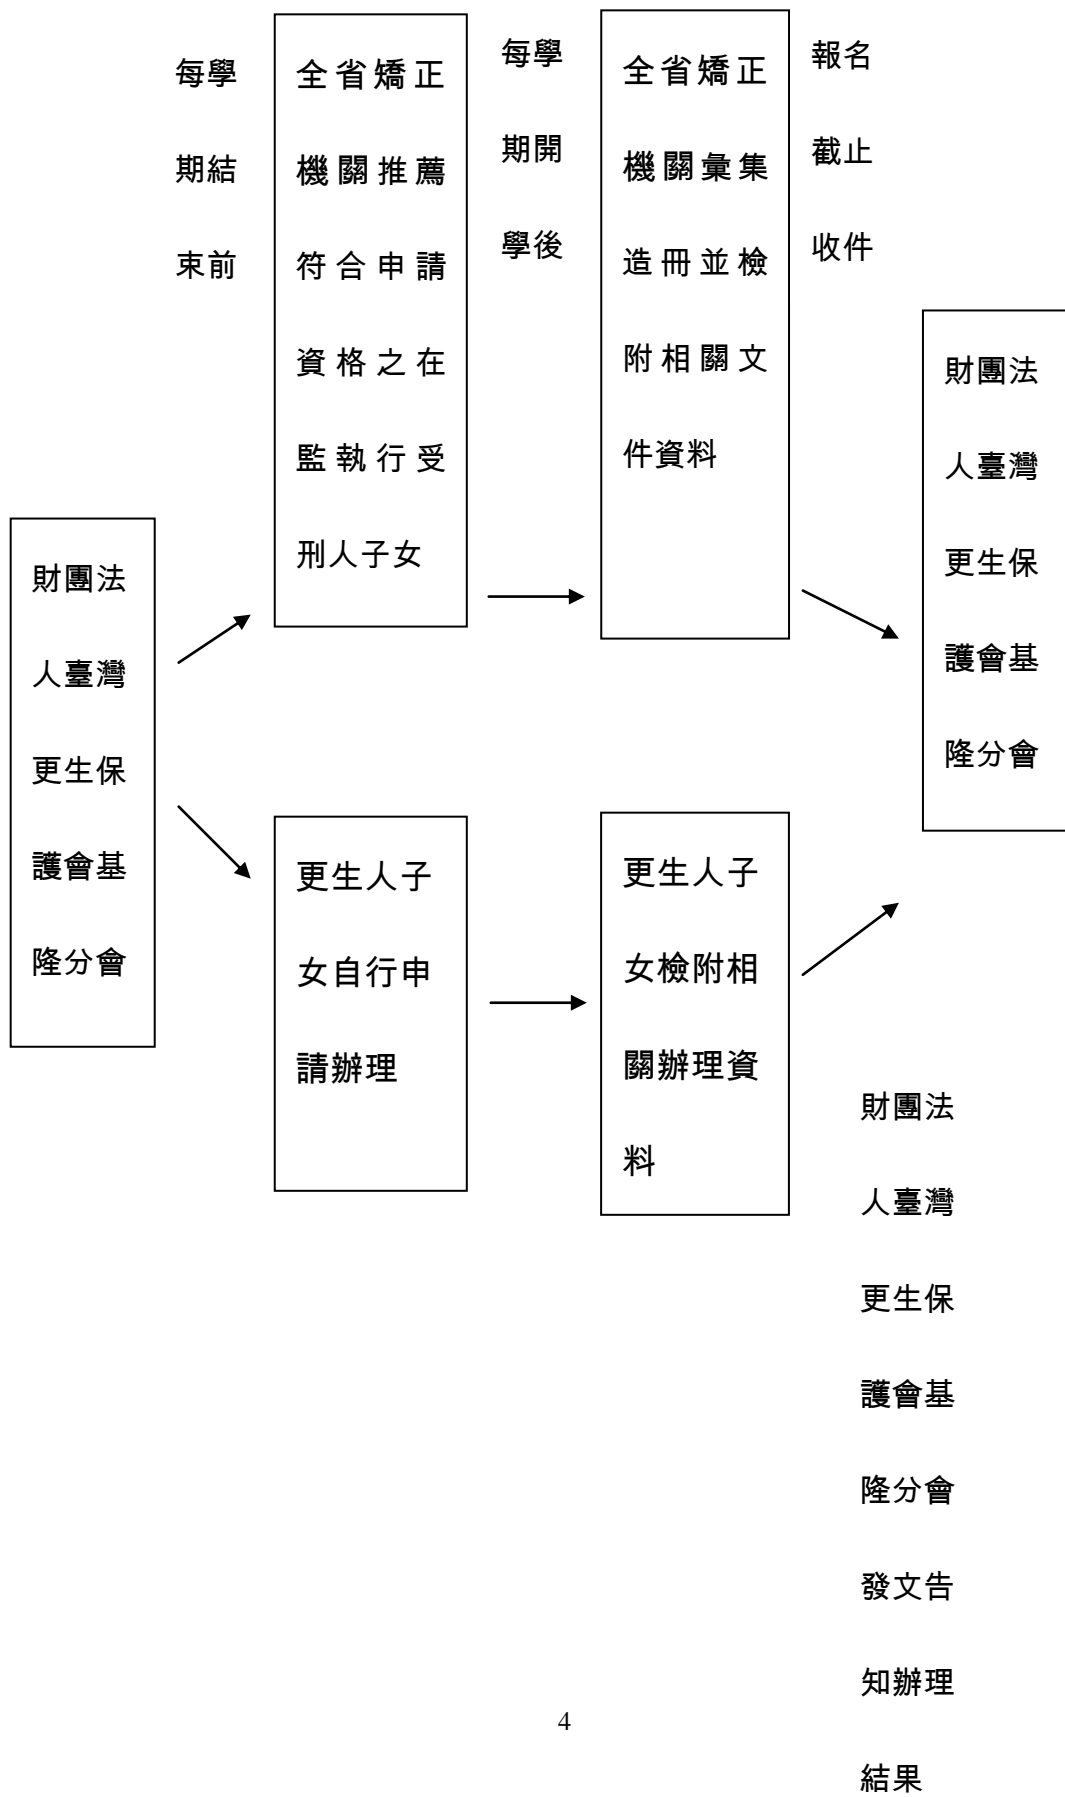 每學
期結
束前
全省矯正
機關推薦
符合申請
資格之在
監執行受
刑人子女
每學
期開
學後
全省矯正
機關彙集
造冊並檢
附相關文
件資料
報名
截止
收件
財團法
人臺灣
更生保
護會基
隆分會
財團法
人臺灣
更生保
護會基
隆分會
更生人子
女自行申
請辦理
更生人子
女檢附相
關辦理資
料
財團法
人臺灣
更生保
護會基
隆分會
發文告
知辦理
結果
4